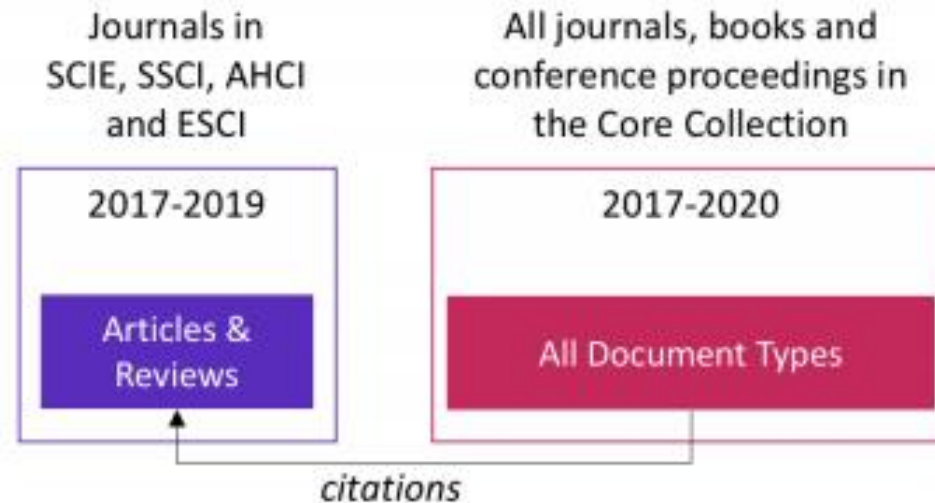 Journals in
SCIE, SSCI, AHCI
and ESCI
2017-2019
Articles &
Reviews
All journals, books and
conference proceedings in
the Core Collection
2017-2020
All Document Types
citations